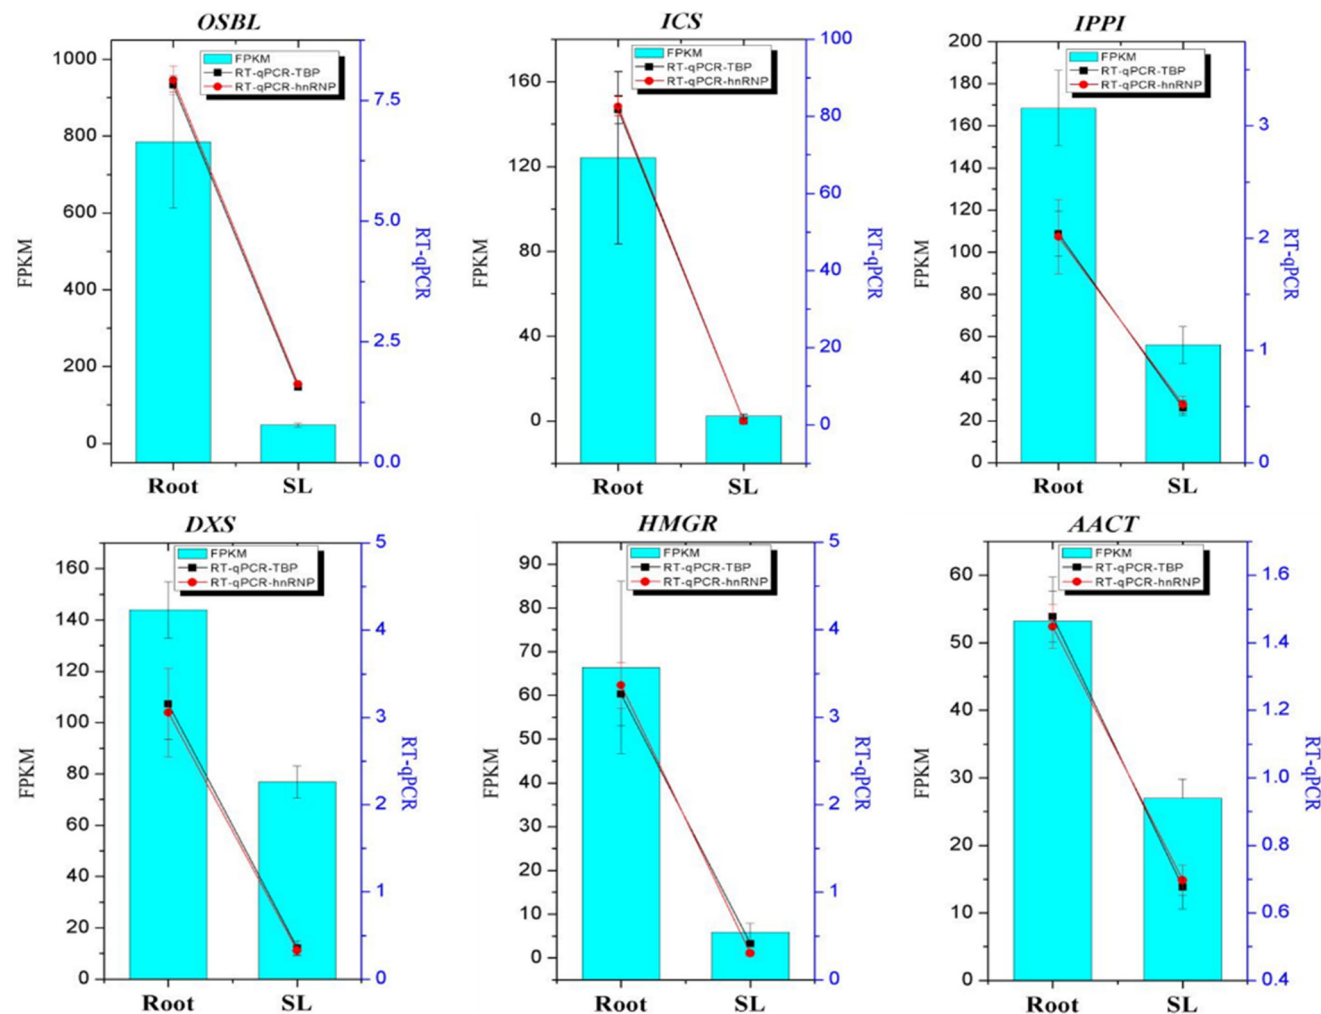 OSBL
FPKM
RT-qPCR-TBP
RT-qPCR-hnRNP
1000
800
600
400
200
0
7.5
5.0
2.5
0.0
FPKM
RT-qPCR
Root SL
ICS
FPKM
RT-qPCR-TBP
RT-qPCR-hnRNP
160
120
80
40
0
100
80
60
40
20
0
FPKM
RT-qPCR
Root SL
IPPI
FPKM
RT-qPCR-TBP
RT-qPCR-hnRNP
200
180
160
140
120
100
80
60
40
20
0
3
2
1
0
FPKM
RT-qPCR
Root SL
DXS
FPKM
RT-qPCR-TBP
RT-qPCR-hnRNP
160
140
120
100
80
60
40
20
0
5
4
3
2
1
0
FPKM
RT-qPCR
Root SL
HMGR
FPKM
RT-qPCR-TBP
RT-qPCR-hnRNP
90
80
70
60
50
40
30
20
10
0
5
4
3
2
1
0
FPKM
RT-qPCR
Root SL
AACT
FPKM
RT-qPCR-TBP
RT-qPCR-hnRNP
60
50
40
30
20
10
0
1.6
1.4
1.2
1.0
0.8
0.6
0.4
FPKM
RT-qPCR
Root SL